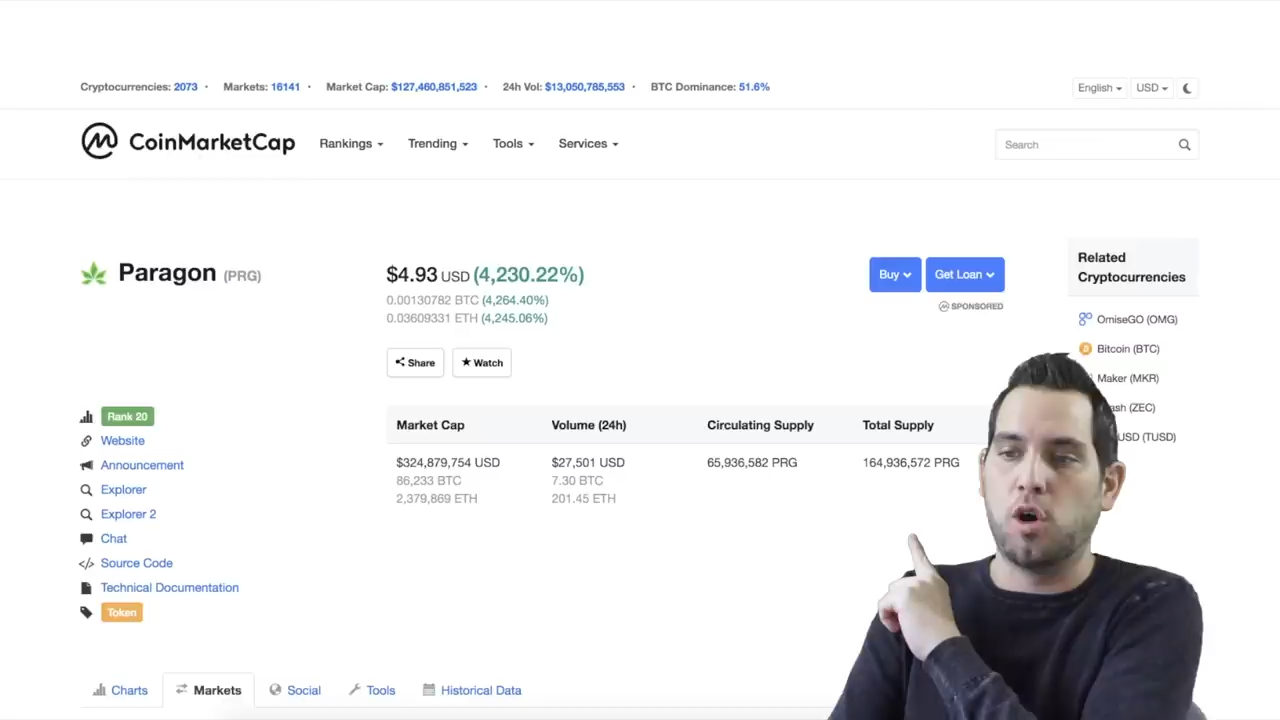 Cryptocurrencies: 2073 • Markets: 16141 • Market Cap: $127,460,851,523 • 24h Vol: $13,050,785,553 • BTC Dominance: 51.6%
English USD
CoinMarketCap Rankings Trending Tools Services
Search
Paragon (PRG)
$4.93 USD (4,230.22%)
0.00130782 BTC (4,264.40%)
0.03609331 ETH (4,245.06%)
Buy Get Loan
SPONSORED
Share Watch
Related
Cryptocurrencies
OmiseGO (OMG)
Bitcoin (BTC)
Maker (MKR)
(ZEC)
(TUSD)
Rank 20
Website
Announcement
Explorer
Explorer 2
Chat
Source Code
Technical Documentation
Token
Market Cap Volume (24h) Circulating Supply Total Supply
$324,879,754 USD $27,501 USD 65,936,582 PRG 164,936,572 PRG
86,233 BTC 7.30 BTC
2,379,869 ETH 201.45 ETH
Charts Markets Social Tools Historical Data